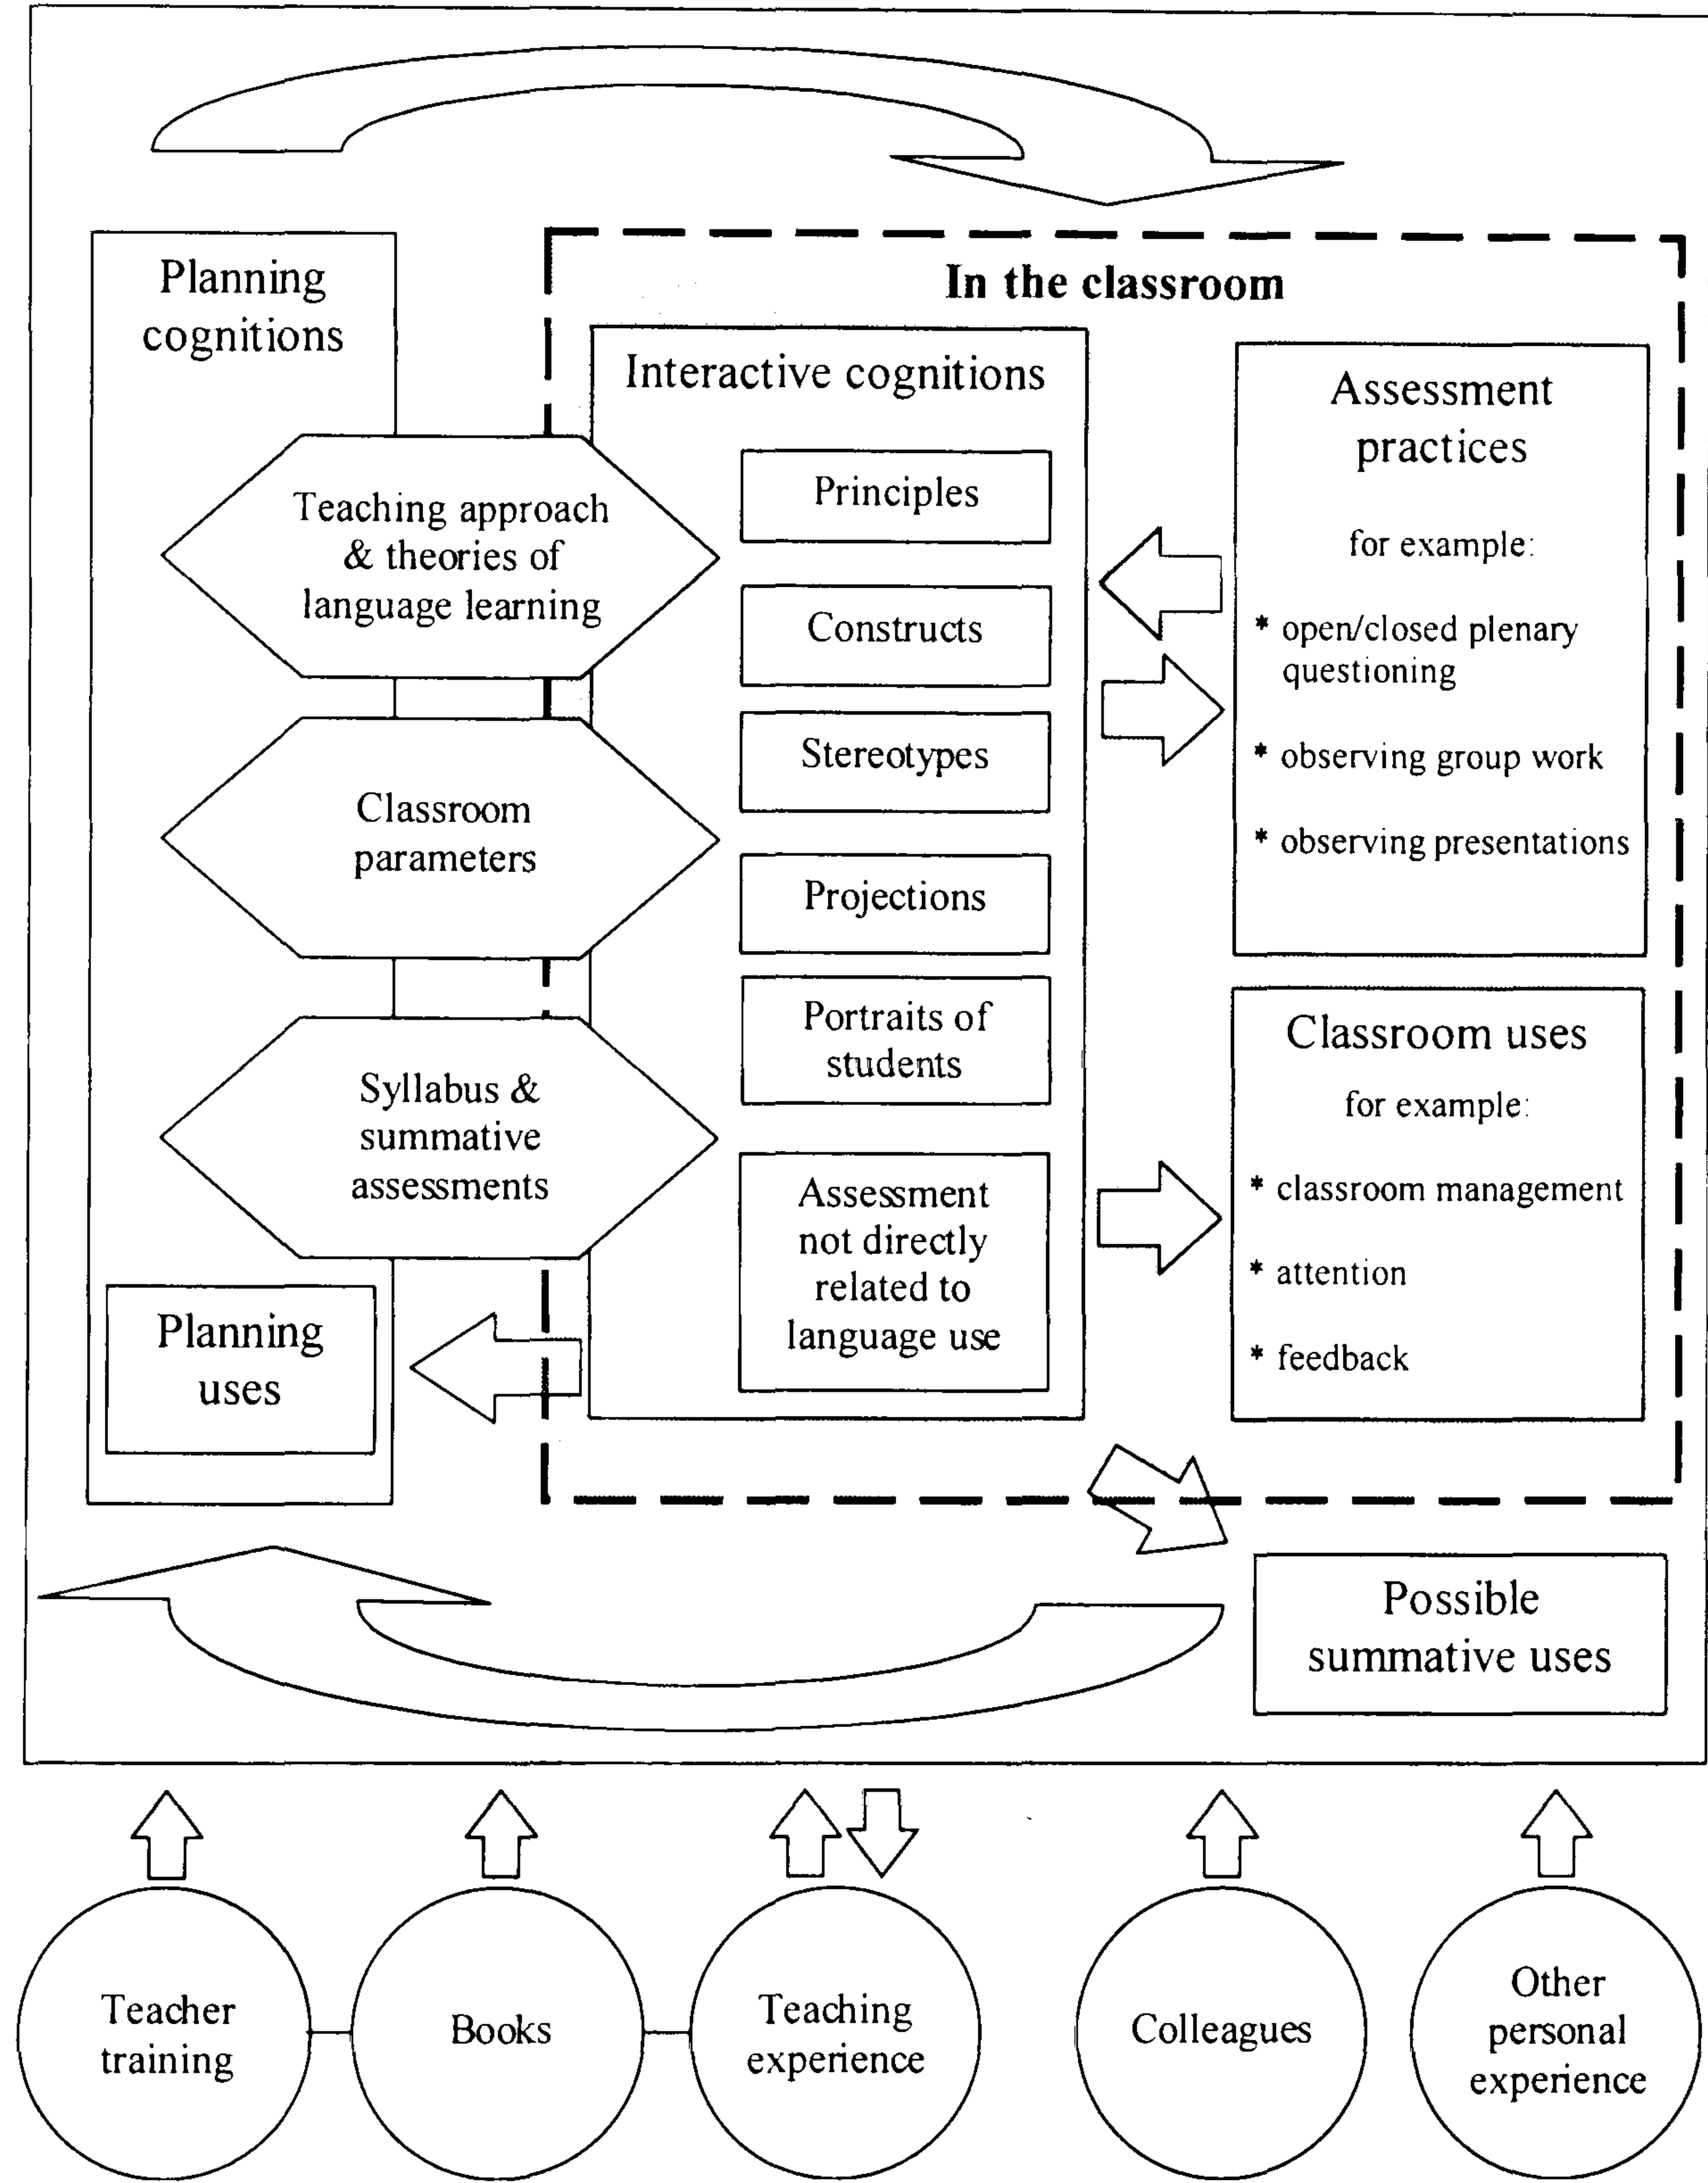 Planning
cognitions
In the classroom
Interactive cognitions
Teaching approach
& theories of
language learning
Classroom
parameters
Syllabus &
summative
assessments
Planning
uses
Principles
Constructs
Stereotypes
Projections
Portraits of
students
Assessment
not directly
related to
language use
Assessment
practices
for example:
* open/closed plenary
questioning
* observing group work
* observing presentations
Classroom uses
for example:
* classroom management
* attention
* feedback
Possible
summative uses
Teacher
training
Books
Teaching
experience
Colleagues
Other
personal
experience